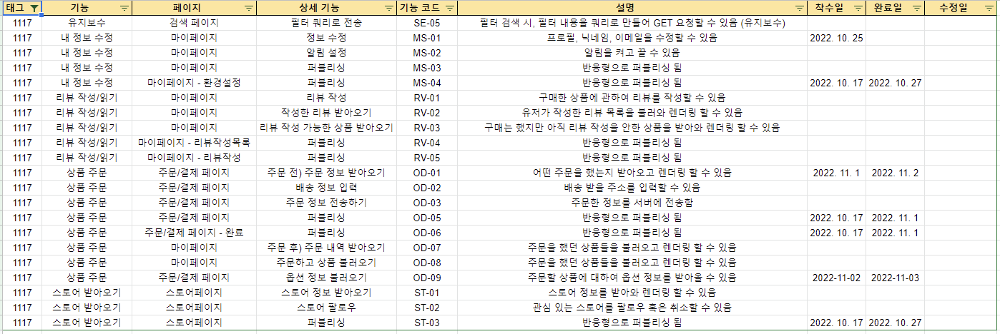 태그 기능 페이지 상세 기능 기능 코드 설명 착수일 완료일 수정일
1117 유지보수 검색 페이지 필터 쿼리로 전송 SE-05 필터 검색 시, 필터 내용을 쿼리로 만들어 GET 요청할 수 있음 (유지보수)
1117 내 정보 수정 마이페이지 정보 수정 MS-01 프로필, 닉네임, 이메일을 수정할 수 있음 2022. 10. 25
1117 내 정보 수정 마이페이지 알림 설정 MS-02 알림을 켜고 끌 수 있음
1117 내 정보 수정 마이페이지 퍼블리싱 MS-03 반응형으로 퍼블리싱 됨
1117 내 정보 수정 마이페이지 - 환경설정 퍼블리싱 MS-04 반응형으로 퍼블리싱 됨 2022. 10. 17 2022. 10. 27
1117 리뷰 작성/읽기 마이페이지 리뷰 작성 RV-01 구매한 상품에 관하여 리뷰를 작성할 수 있음
1117 리뷰 작성/읽기 마이페이지 작성한 리뷰 받아오기 RV-02 유저가 작성한 리뷰 목록을 불러와 렌더링 할 수 있음
1117 리뷰 작성/읽기 마이페이지 리뷰 작성 가능한 상품 받아오기 RV-03 구매는 했지만 아직 리뷰 작성을 안한 상품을 받아와 렌더링 할 수 있음
1117 리뷰 작성/읽기 마이페이지 - 리뷰작성목록 퍼블리싱 RV-04 반응형으로 퍼블리싱 됨
1117 리뷰 작성/읽기 마이페이지 - 리뷰작성 퍼블리싱 RV-05 반응형으로 퍼블리싱 됨
1117 상품 주문 주문/결제 페이지 주문 전) 주문 정보 받아오기 OD-01 어떤 주문을 했는지 받아오고 렌더링 할 수 있음 2022. 11. 1 2022. 11. 2
1117 상품 주문 주문/결제 페이지 배송 정보 입력 OD-02 배송 받을 주소를 입력할 수 있음
1117 상품 주문 주문/결제 페이지 주문 정보 전송하기 OD-03 주문한 정보를 서버에 전송함
1117 상품 주문 주문/결제 페이지 퍼블리싱 OD-05 반응형으로 퍼블리싱 됨 2022. 10. 17 2022. 11. 1
1117 상품 주문 주문/결제 페이지 - 완료 퍼블리싱 OD-06 반응형으로 퍼블리싱 됨 2022. 10. 17 2022. 11. 1
1117 상품 주문 마이페이지 주문 후) 주문 내역 받아오기 OD-07 주문을 했던 상품들을 불러오고 렌더링 할 수 있음
1117 상품 주문 마이페이지 주문하고 상품 불러오기 OD-08 주문을 했던 상품들을 불러오고 렌더링 할 수 있음
1117 상품 주문 주문/결제 페이지 옵션 정보 불러오기 OD-09 주문할 상품에 대하여 옵션 정보를 받아올 수 있음 2022-11-02 2022-11-03
1117 스토어 받아오기 스토어페이지 스토어 정보 받아오기 ST-01 스토어 정보를 받아와 렌더링 할 수 있음
1117 스토어 받아오기 스토어페이지 스토어 팔로우 ST-02 관심 있는 스토어를 팔로우 혹은 취소할 수 있음
1117 스토어 받아오기 스토어페이지 퍼블리싱 ST-03 반응형으로 퍼블리싱 됨 2022. 10. 17 2022. 10. 27